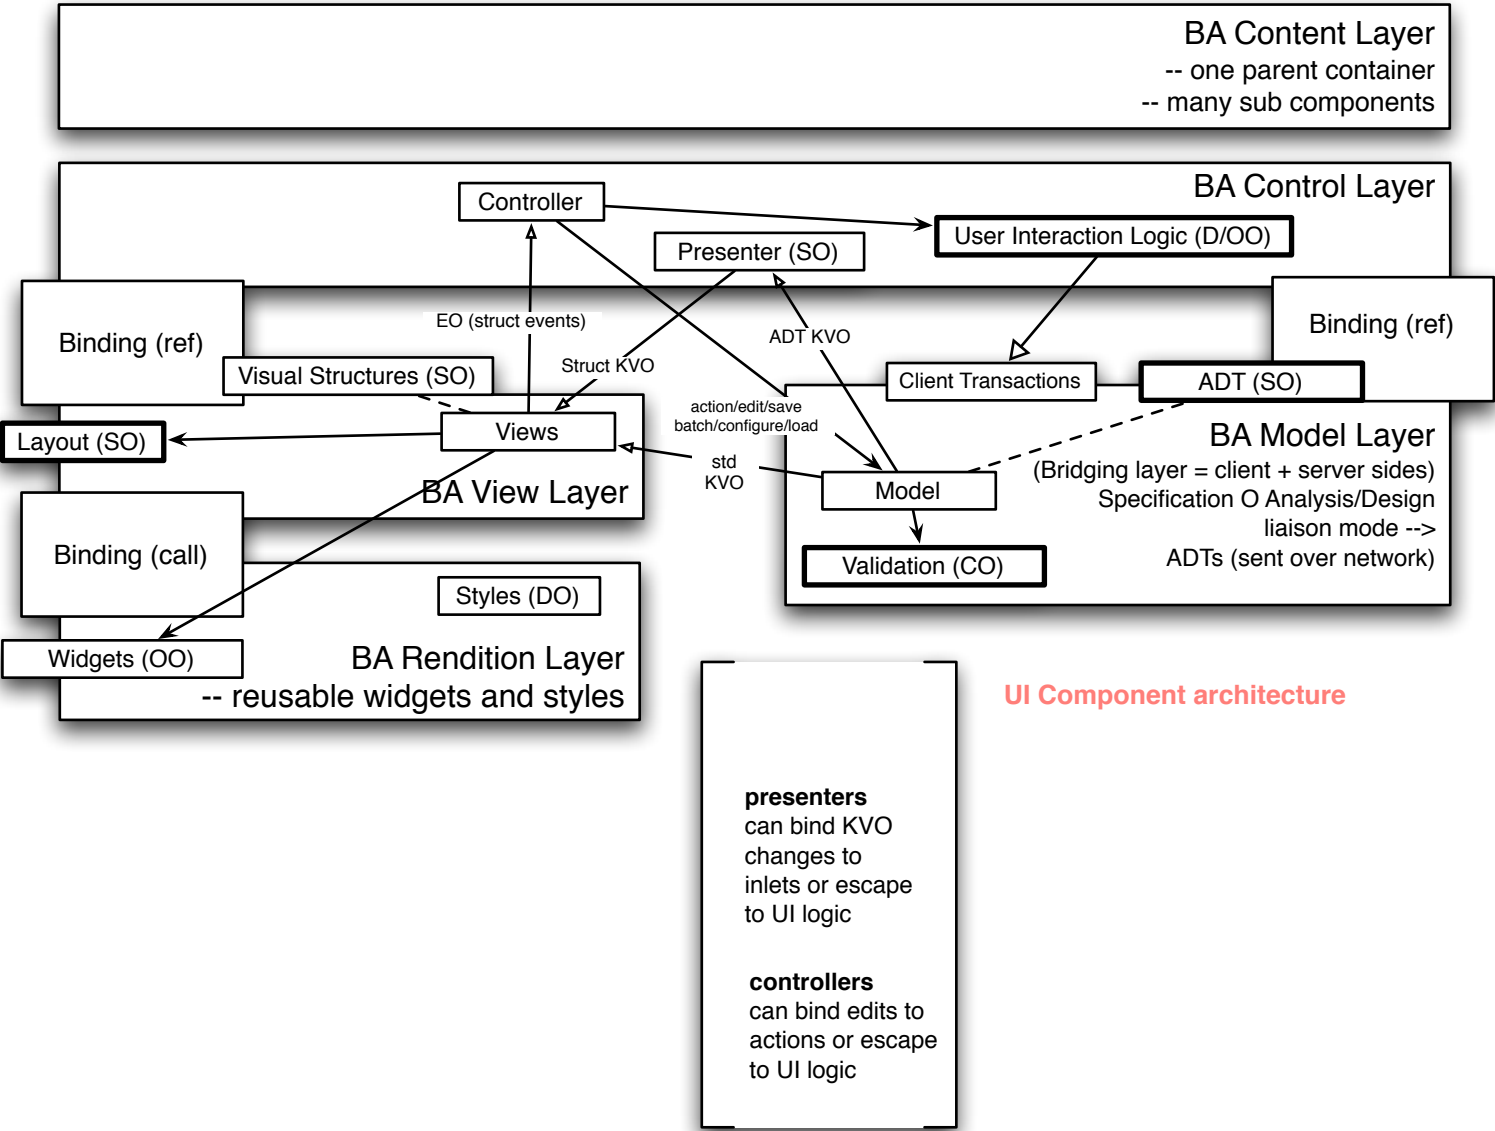 BA Content Layer
-- one parent container
-- many sub components
BA Control Layer
Controller
User Interaction Logic (D/OO)
Presenter (SO)
Binding (ref)
Binding (ref)
EO (struct events)
ADT KVO
Struct KVO
Visual Structures (SO)
Client Transactions
ADT (SO)
action/edit/save
batch/configure/load
Layout (SO)
Views
std
KVO
BA View Layer
BA Model Layer
(Bridging layer = client + server sides)
Specification O Analysis/Design
liaison mode -->
ADTs (sent over network)
Model
Validation (CO)
Binding (call)
Styles (DO)
Widgets (OO)
BA Rendition Layer
-- reusable widgets and styles
UI Component architecture
presenters
can bind KVO
changes to
inlets or escape
to UI logic
controllers
can bind edits to
actions or escape
to UI logic